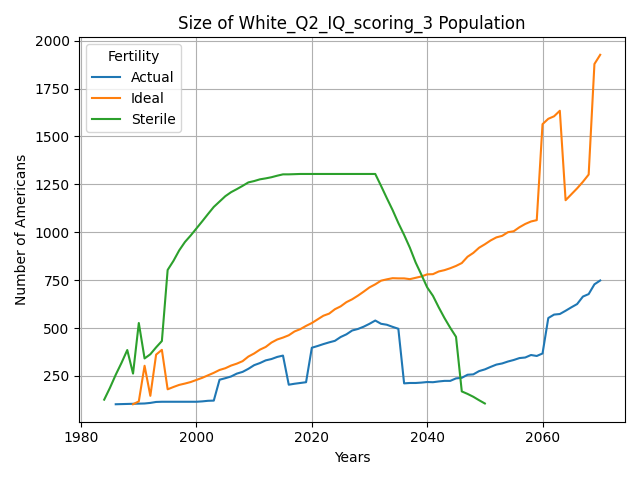 Size of White_Q2_IQ_scoring_3 Population
Fertility
Actual
Ideal
Sterile
Number of Americans
2000
1750
1500
1250
1000
750
500
250
1980
2000
2020
2040
2060
Years